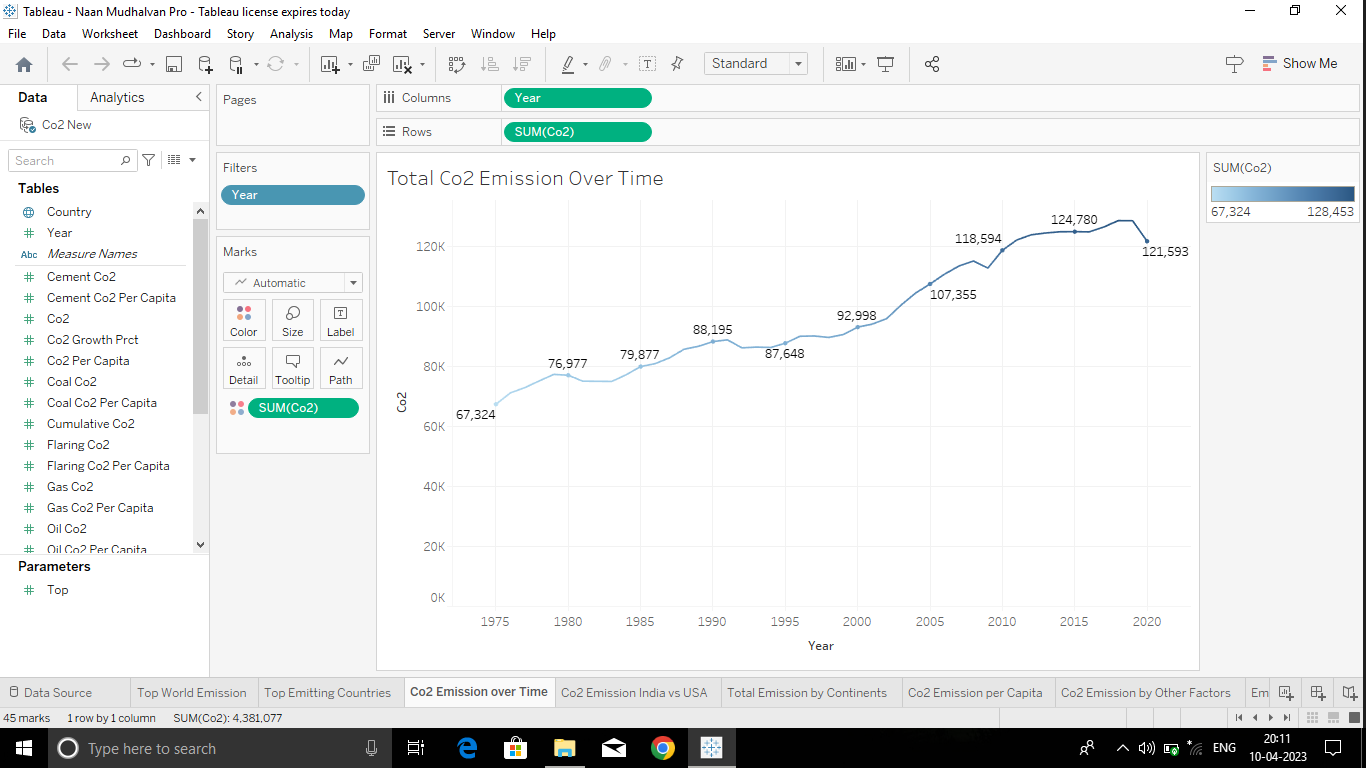 Tableau - Naan Mudhalvan Pro - Tableau license expires today
File Data Worksheet Dashboard Story Analysis Map Format Server Window Help
Standard
Show Me
Data Analytics
Co2 New
Search
Tables
Country
Year
Abc Measure Names
Cement Co2
Cement Co2 Per Capita
Co2
Co2 Growth Prct
Co2 Per Capita
Coal Co2
Coal Co2 Per Capita
Cumulative Co2
Flaring Co2
Flaring Co2 Per Capita
Gas Co2
Gas Co2 Per Capita
Oil Co2
Oil Co2 Per Capita
Parameters
Top
Pages
Filters
Year
Marks
Automatic
Color Size Label
Detail Tooltip Path
SUM(Co2)
Columns Year
Rows SUM(Co2)
Total Co2 Emission Over Time
120K
100K
80K
60K
40K
20K
0K
Co2
67,324
76,977
79,877
88,195
87,648
92,998
107,355
118,594
124,780
121,593
1975 1980 1985 1990 1995 2000 2005 2010 2015 2020
Year
SUM(Co2)
67,324 128,453
Data Source Top World Emission Top Emitting Countries Co2 Emission over Time Co2 Emission India vs USA Total Emission by Continents Co2 Emission per Capita Co2 Emission by Other Factors Em
45 marks 1 row by 1 column SUM(Co2): 4,381,077
Type here to search
ENG
20:11
10-04-2023